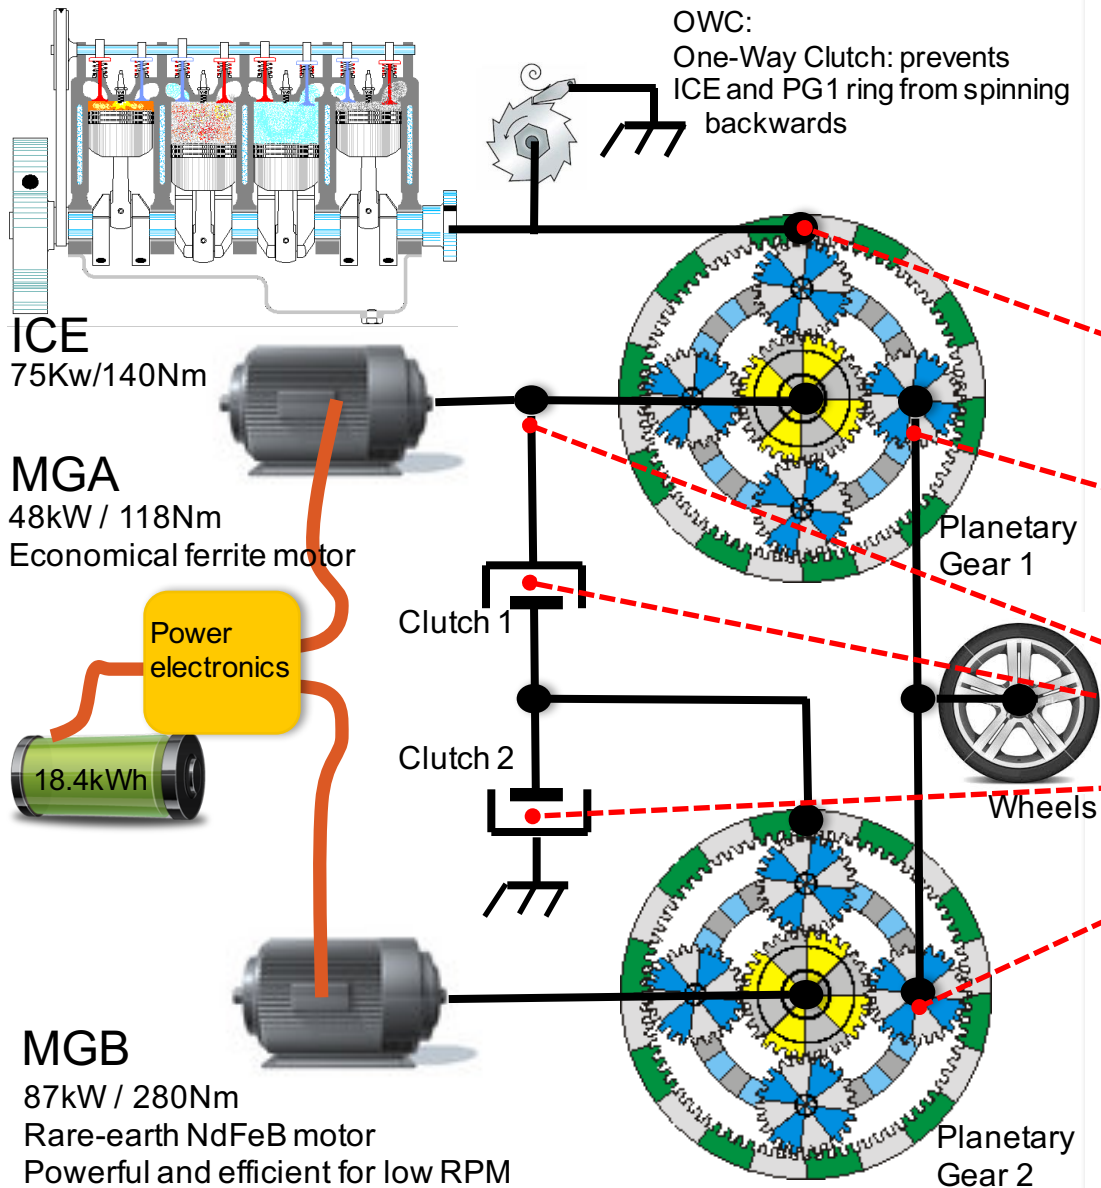 OWC:
One-Way Clutch: prevents
ICE and PG1 ring from spinning
backwards
ICE
75Kw/140Nm
MGA
48kW / 118Nm
Economical ferrite motor
Planetary
Gear 1
Clutch 1
Power
electronics
Clutch 2
18.4kWh
Wheels
MGB
87kW / 280Nm
Rare-earth NdFeB motor
Powerful and efficient for low RPM
Planetary
Gear 2